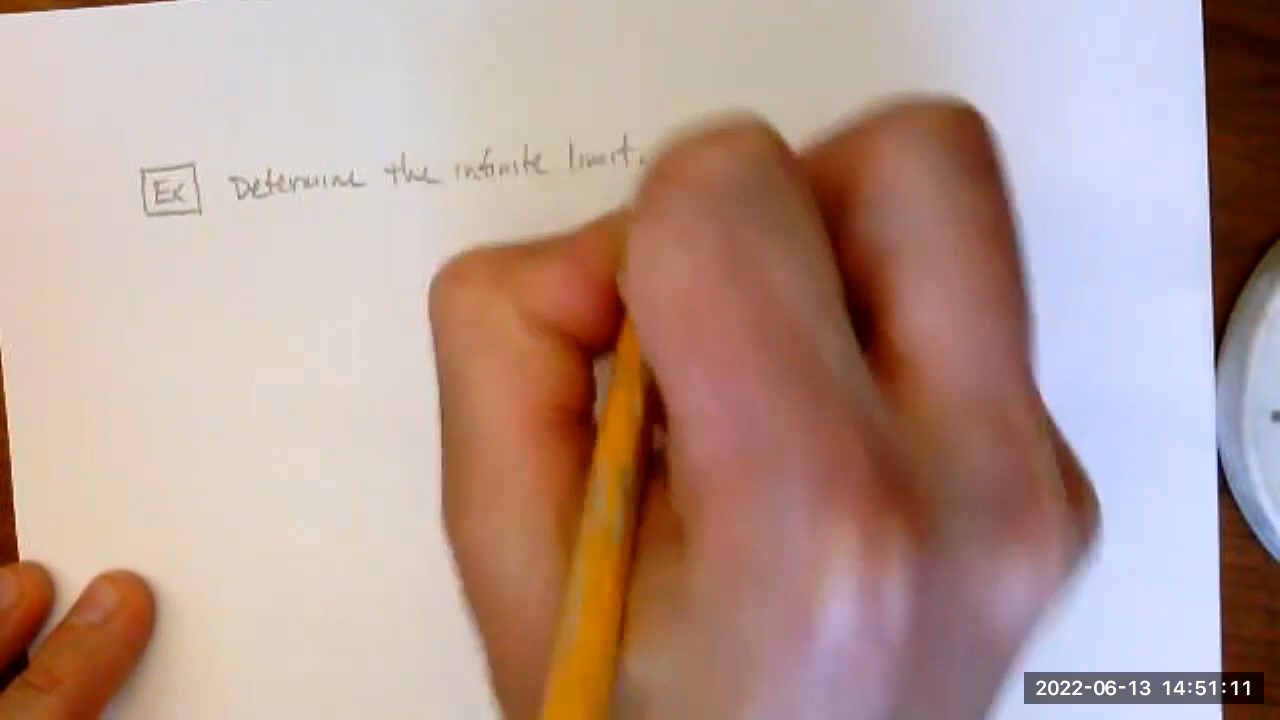 Ex Determine the infinite limit.
2022-06-13 14:51:11